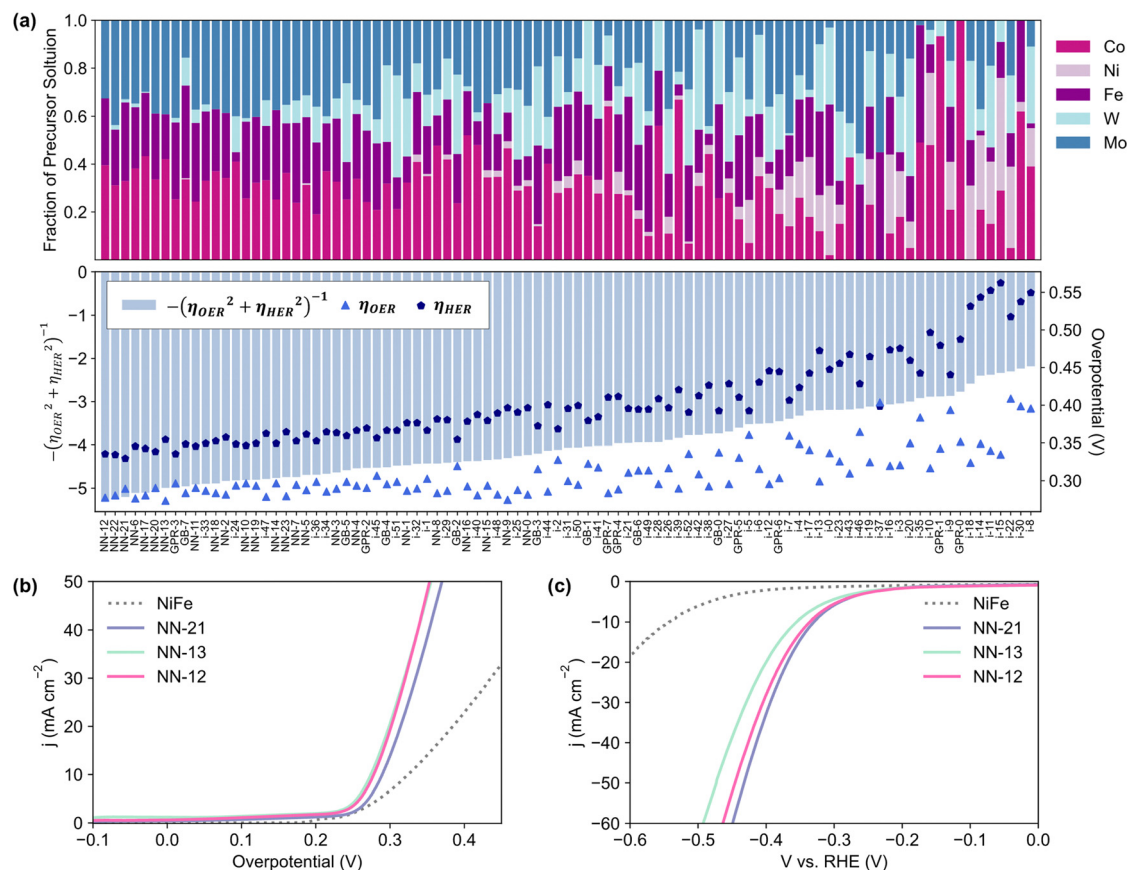 (a)
Fraction of Precursor Soltuion
1.0
0.8
0.6
0.4
0.2
Co
Ni
Fe
W
Mo
−(η_OER² + η_HER²)⁻¹
0
−1
−2
−3
−4
−5
−(η_OER² + η_HER²)⁻¹ η_OER η_HER
0.55
0.50
0.45
0.40
0.35
0.30
Overpotential (V)
NN-12
NN-22
NN-21
NN-6
NN-17
NN-20
NN-13
GPR-3
GB-7
NN-11
i-33
NN-18
NN-2
i-24
NN-10
NN-19
i-47
NN-14
NN-23
NN-7
NN-5
i-36
i-34
NN-3
GB-5
NN-4
GPR-2
i-45
GB-4
i-51
NN-1
i-32
i-1
NN-8
i-29
GB-2
NN-16
i-40
NN-15
i-48
NN-9
i-25
NN-0
GB-3
i-44
i-2
i-31
i-50
GB-1
i-41
GPR-7
GPR-4
i-21
GB-6
i-49
i-28
i-26
i-39
i-52
i-42
i-38
GB-0
i-27
GPR-5
i-5
i-6
i-12
GPR-6
i-7
i-4
i-17
i-13
i-0
i-23
i-43
i-46
i-19
i-37
i-16
i-3
i-20
i-35
i-10
GPR-1
i-9
GPR-0
i-18
i-14
i-11
i-15
i-22
i-30
i-8
(b)
j (mA cm⁻²)
50
40
30
20
10
0
NiFe
NN-21
NN-13
NN-12
−0.1 0.0 0.1 0.2 0.3 0.4
Overpotential (V)
(c)
j (mA cm⁻²)
0
−10
−20
−30
−40
−50
−60
NiFe
NN-21
NN-13
NN-12
−0.6 −0.5 −0.4 −0.3 −0.2 −0.1 0.0
V vs. RHE (V)